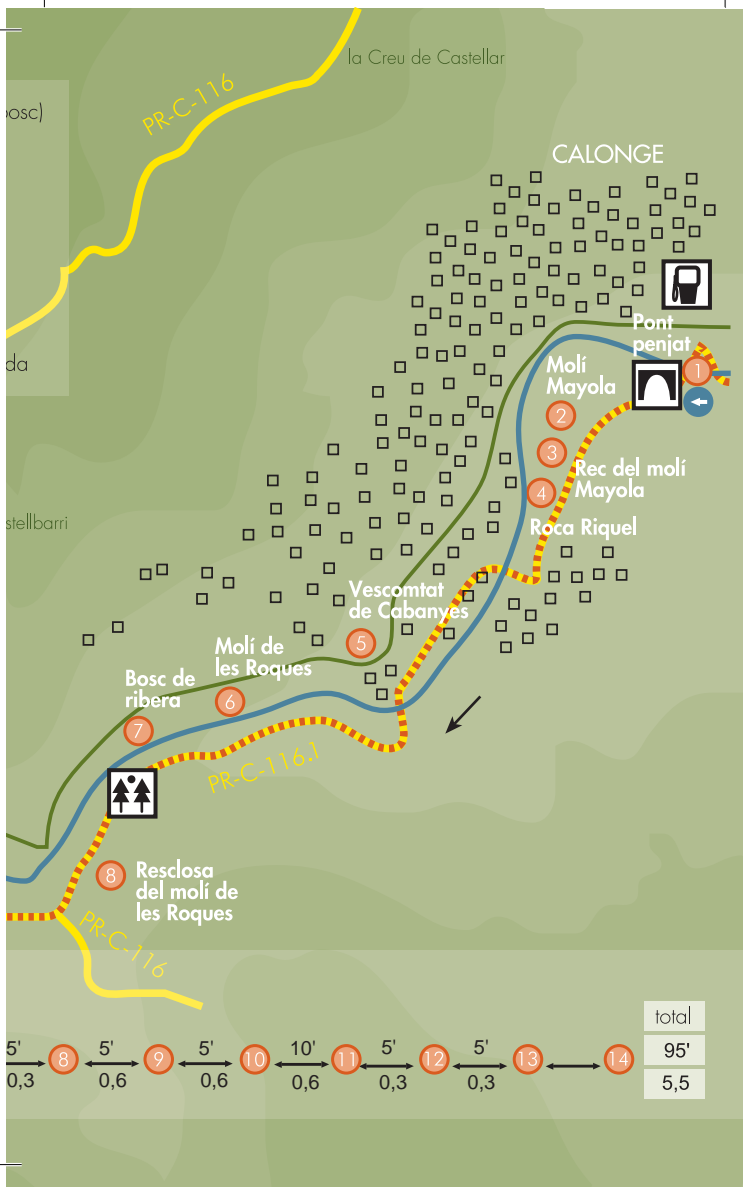 la Creu de Castellar
PR-C-116
osc)
CALONGE
Pont
penjat
1
da
Molí
Mayola
2
3
Rec del molí
Mayola
4
stellbarri
Roca Riquel
Vescomtat
de Cabanyes
5
Molí de
les Roques
6
Bosc de
ribera
7
PR-C-116.1
8
Resclosa
del molí de
les Roques
PR-C-116
total
5' 8 5' 9 5' 10 10' 11 5' 12 5' 13 14 95'
0,3 0,6 0,6 0,6 0,3 0,3 5,5